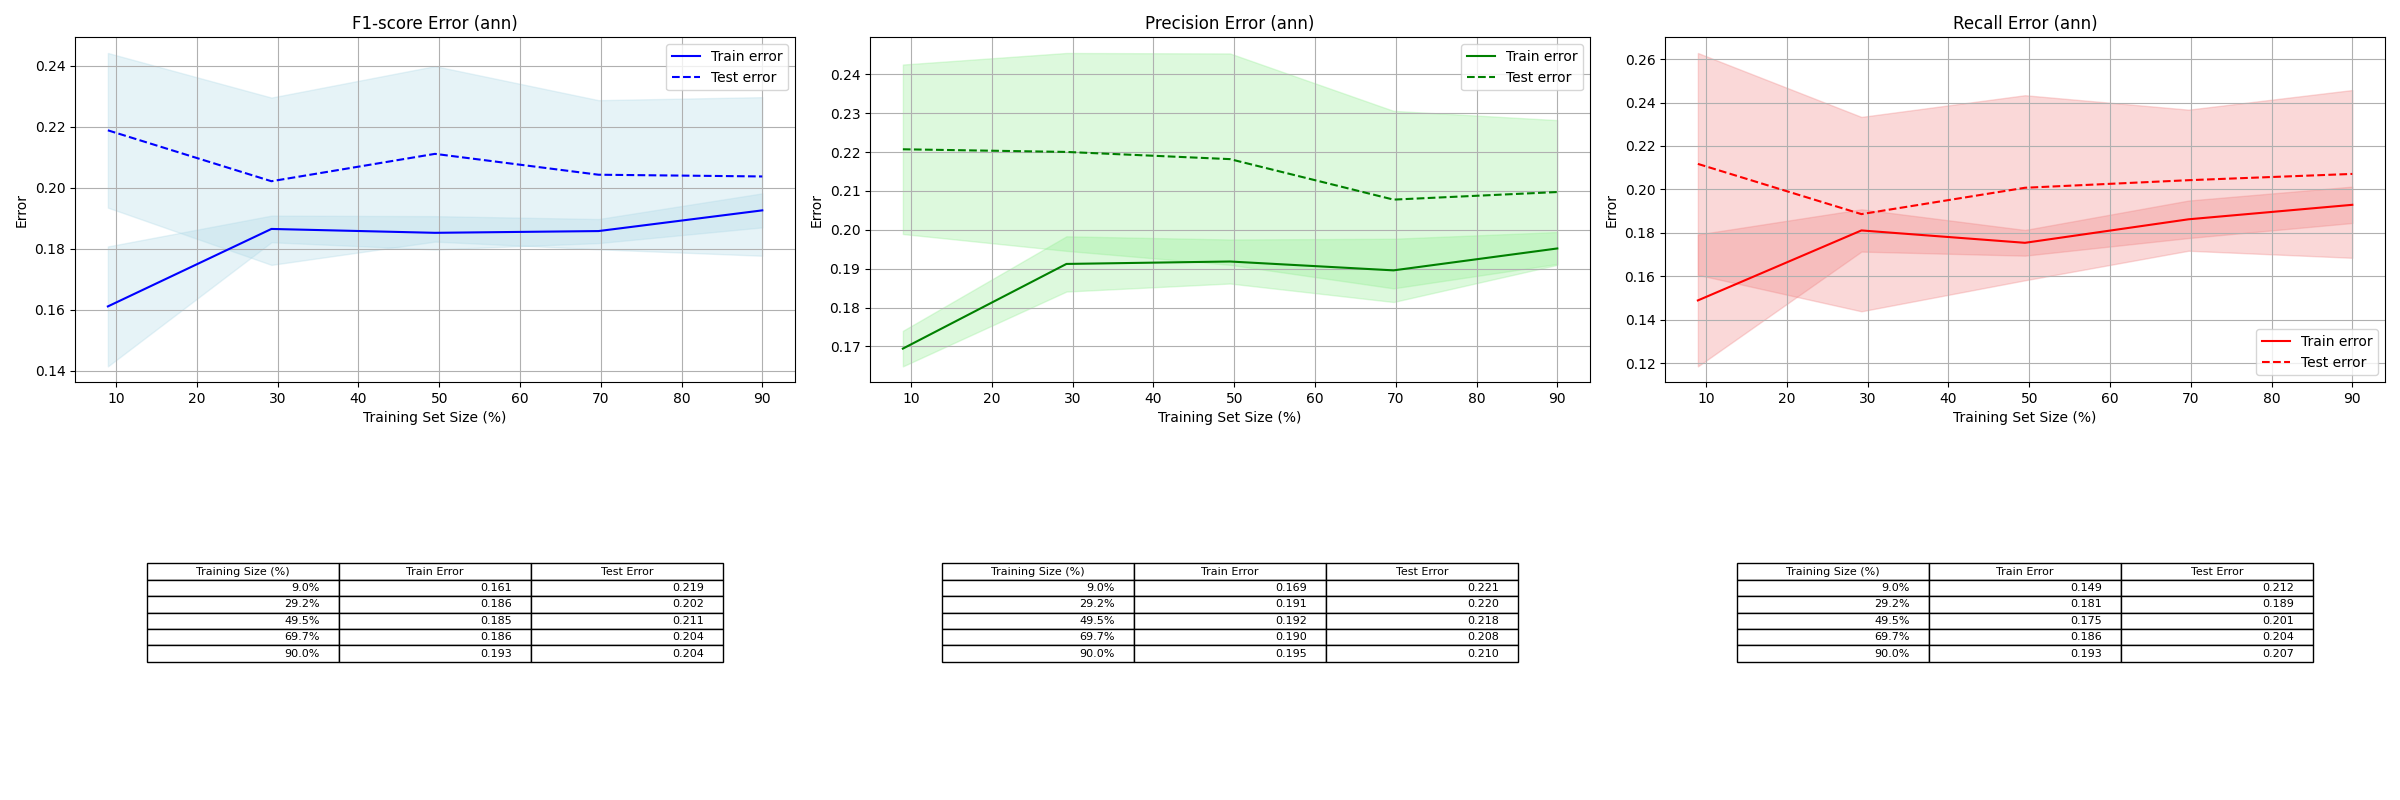 F1-score Error (ann)
Train error
Test error
0.24
0.22
0.20
0.18
0.16
0.14
Error
10 20 30 40 50 60 70 80 90
Training Set Size (%)
Precision Error (ann)
Train error
Test error
0.24
0.23
0.22
0.21
0.20
0.19
0.18
0.17
Error
10 20 30 40 50 60 70 80 90
Training Set Size (%)
Recall Error (ann)
0.26
0.24
0.22
0.20
0.18
0.16
0.14
0.12
Error
Train error
Test error
10 20 30 40 50 60 70 80 90
Training Set Size (%)
Training Size (%) Train Error Test Error
9.0% 0.161 0.219
29.2% 0.186 0.202
49.5% 0.185 0.211
69.7% 0.186 0.204
90.0% 0.193 0.204
Training Size (%) Train Error Test Error
9.0% 0.169 0.221
29.2% 0.191 0.220
49.5% 0.192 0.218
69.7% 0.190 0.208
90.0% 0.195 0.210
Training Size (%) Train Error Test Error
9.0% 0.149 0.212
29.2% 0.181 0.189
49.5% 0.175 0.201
69.7% 0.186 0.204
90.0% 0.193 0.207